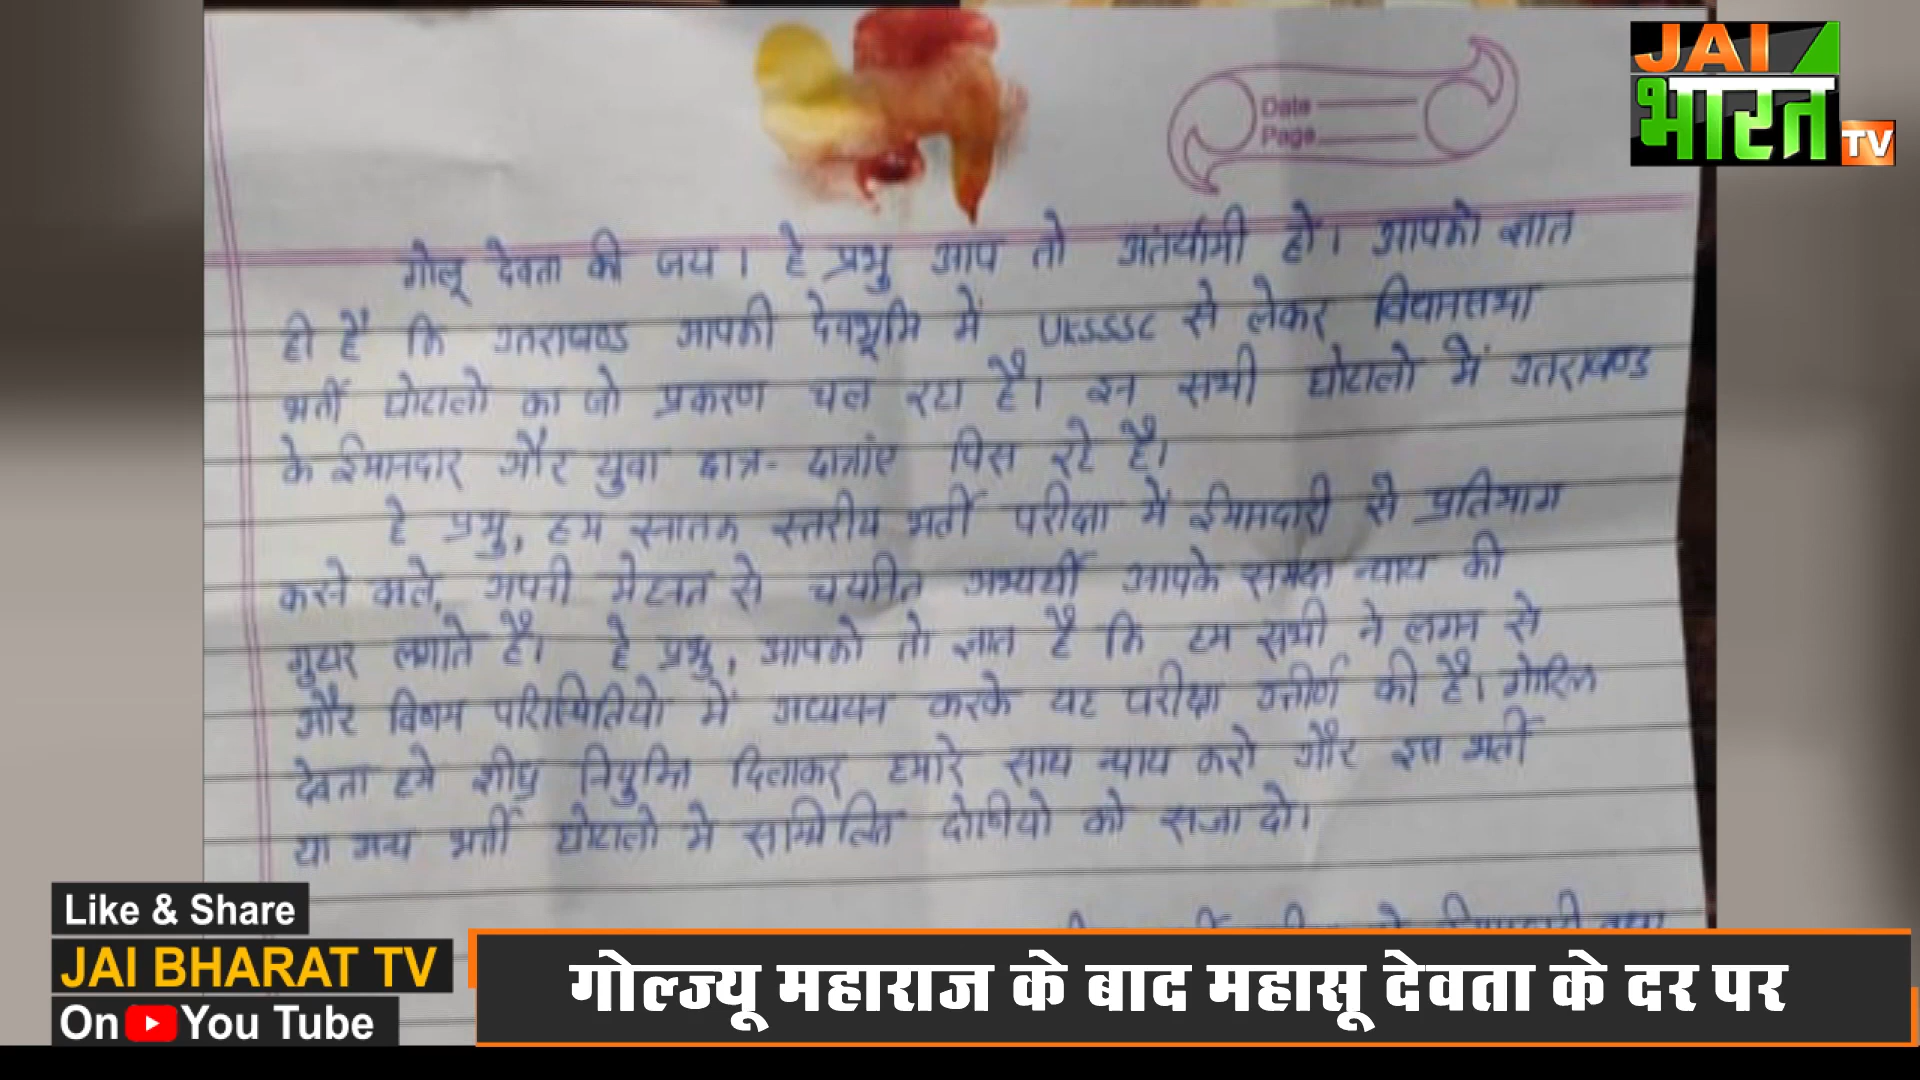 JAI
भारत
TV
Date
Page
गोलू देवता की जय। हे प्रभु आप तो अंतर्यामी हो। आपको ज्ञात
ही है कि उत्तराखण्ड आपकी देवभूमि में UKSSSC से लेकर विधानसभा
भर्ती घोटालो का जो प्रकरण चल रहा है। इन सभी घोटालो में उत्तराखण्ड
के ईमानदार और युवा छात्र-छात्राएं पिस रहे है।
हे प्रभु, हम स्नातक स्तरीय भर्ती परीक्षा में ईमानदारी से प्रतिभाग
करने वाले, अपनी मेहनत से चयनित अभ्यर्थी आपके समक्ष न्याय की
गुहार लगाते है। हे प्रभु, आपको तो ज्ञात है कि हम सभी ने लगन से
और विषम परिस्थितियो में अध्ययन करके यह परीक्षा उत्तीर्ण की है। गोरिल
देवता हमे शीघ्र नियुक्ति दिलाकर हमारे साथ न्याय करो और इस भर्ती
या अन्य भर्ती घोटालो मे सम्मिलित दोषियो को सजा दो।
Like & Share
JAI BHARAT TV
On You Tube
गोल्ज्यू महाराज के बाद महासू देवता के दर पर